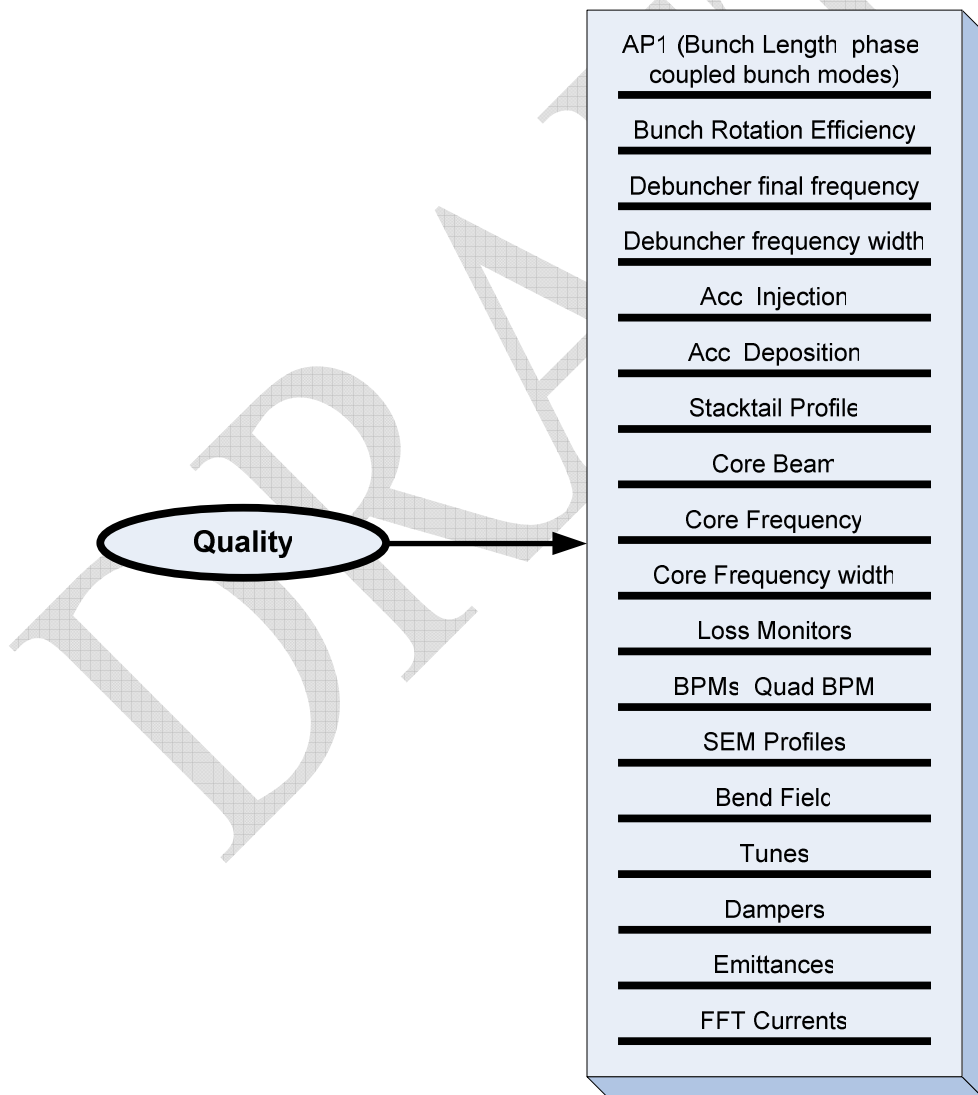 AP1 (Bunch Length phase
coupled bunch modes)
Bunch Rotation Efficiency
Debuncher final frequency
Debuncher frequency width
Acc Injection
Acc Deposition
Stacktail Profile
Core Beam
Core Frequency
Quality
Core Frequency width
Loss Monitors
BPMs Quad BPM
SEM Profiles
Bend Field
Tunes
Dampers
Emittances
FFT Currents
DRA